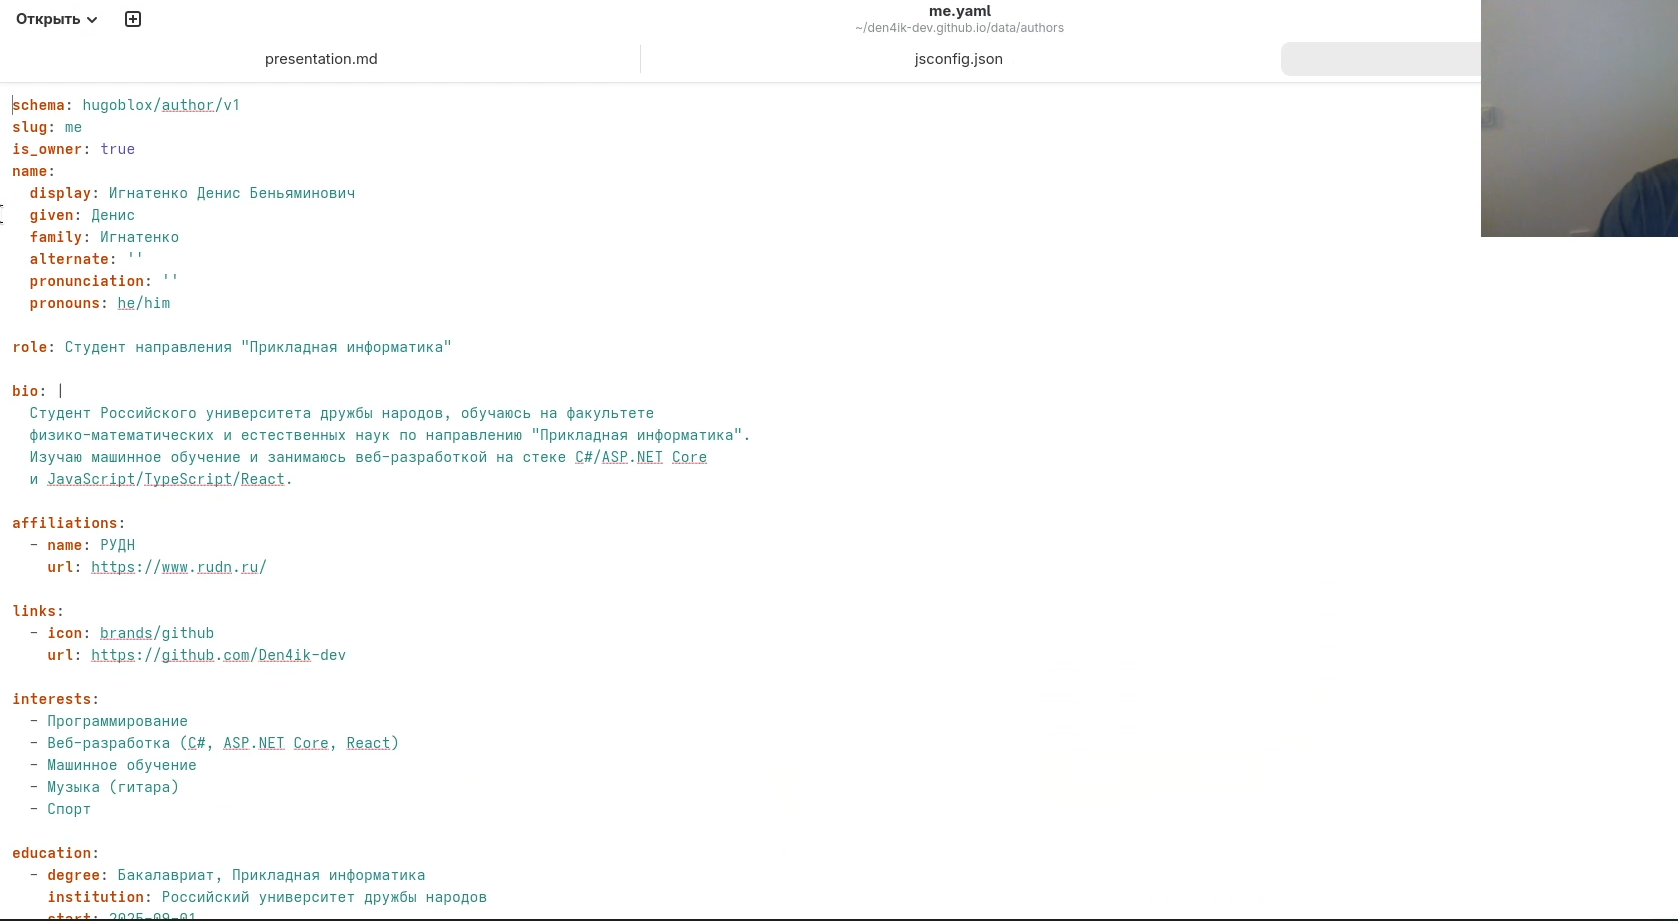 Открыть
me.yaml
~/den4ik-dev.github.io/data/authors
presentation.md
jsconfig.json
schema: hugoblox/author/v1
slug: me
is_owner: true
name:
display: Игнатенко Денис Беньяминович
given: Денис
family: Игнатенко
alternate: ''
pronunciation: ''
pronouns: he/him
role: Студент направления "Прикладная информатика"
bio: |
Студент Российского университета дружбы народов, обучаюсь на факультете
физико-математических и естественных наук по направлению "Прикладная информатика".
Изучаю машинное обучение и занимаюсь веб-разработкой на стеке C#/ASP.NET Core
и JavaScript/TypeScript/React.
affiliations:
- name: РУДН
url: https://www.rudn.ru/
links:
- icon: brands/github
url: https://github.com/Den4ik-dev
interests:
- Программирование
- Веб-разработка (C#, ASP.NET Core, React)
- Машинное обучение
- Музыка (гитара)
- Спорт
education:
- degree: Бакалавриат, Прикладная информатика
institution: Российский университет дружбы народов
start: 2025-09-01